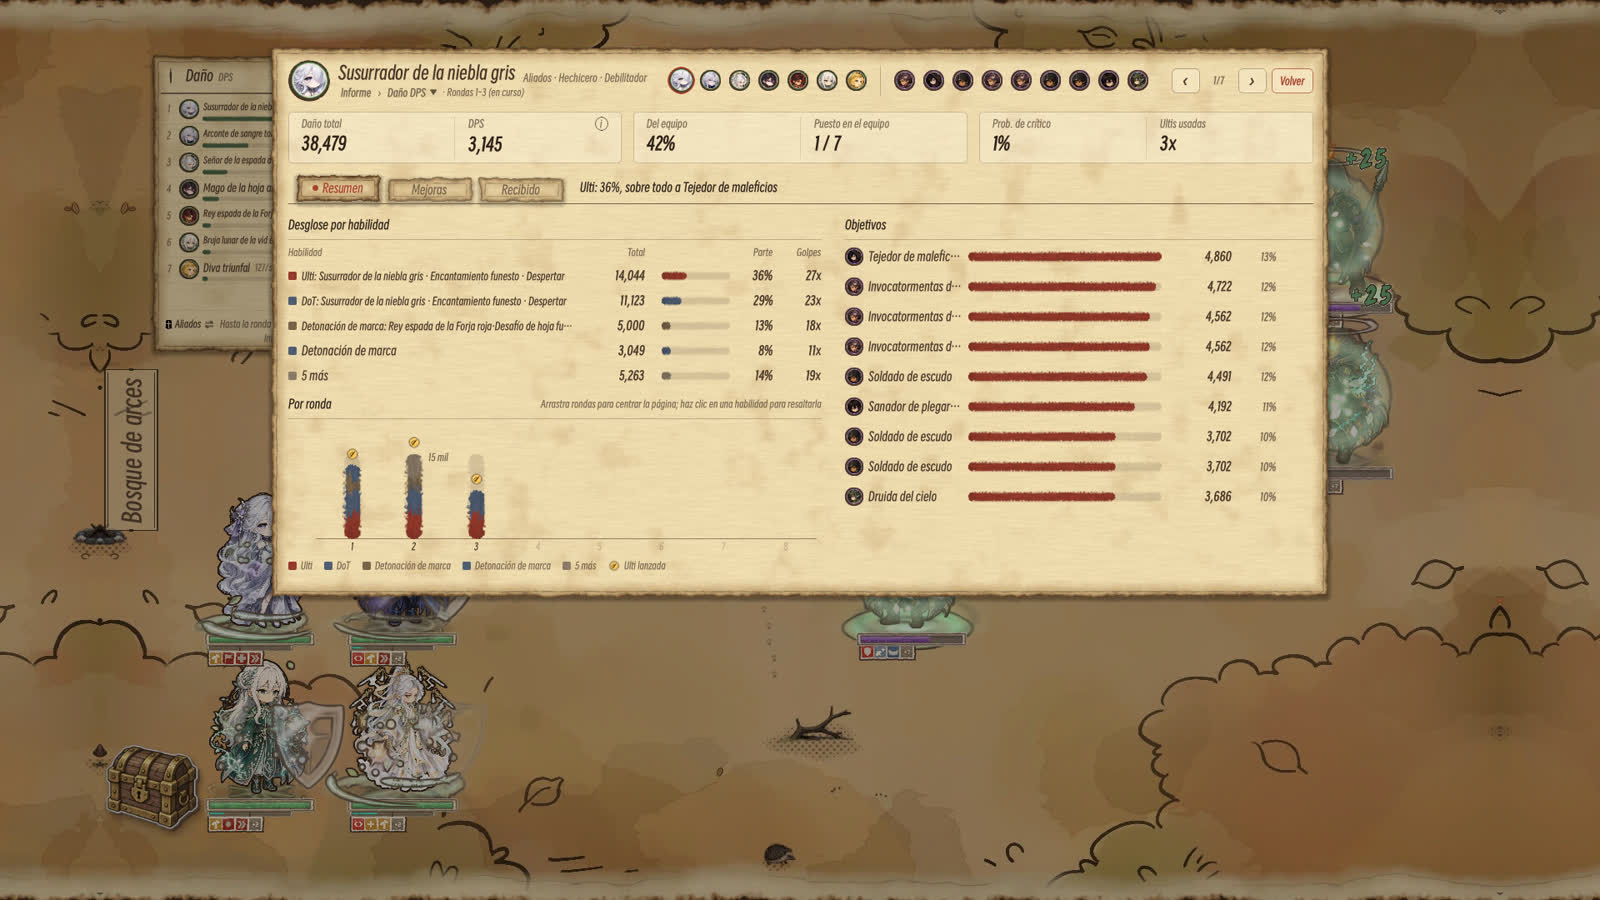 Daño DPS
1 Susurrador de la nieb
2 Arconte de sangre to
3 Señor de la espada d
4 Mago de la hoja a
5 Rey espada de la Forj
6 Bruja lunar de la vid
7 Diva triunfal 127/s
Aliados ⇌ Hasta la ronda
Bosque de arces
Susurrador de la niebla gris Aliados · Hechicero · Debilitador
Informe › Daño DPS ▼ · Rondas 1-3 (en curso)
‹ 1/7 › Volver
Daño total DPS Del equipo Puesto en el equipo Prob. de crítico Ultis usadas
38,479 3,145 42% 1 / 7 1% 3x
Resumen Mejoras Recibido Ulti: 36%, sobre todo a Tejedor de maleficios
Desglose por habilidad
Habilidad Total Parte Golpes
Ulti: Susurrador de la niebla gris · Encantamiento funesto · Despertar 14,044 36% 27x
DoT: Susurrador de la niebla gris · Encantamiento funesto · Despertar 11,123 29% 23x
Detonación de marca: Rey espada de la Forja roja·Desafío de hoja fu··· 5,000 13% 18x
Detonación de marca 3,049 8% 11x
5 más 5,263 14% 19x
Por ronda Arrastra rondas para centrar la página; haz clic en una habilidad para resaltarla
15 mil
1 2 3 4 5 6 7 8
Ulti DoT Detonación de marca Detonación de marca 5 más Ulti lanzada
Objetivos
Tejedor de malefic··· 4,860 13%
Invocatormentas d··· 4,722 12%
Invocatormentas d··· 4,562 12%
Invocatormentas d··· 4,562 12%
Soldado de escudo 4,491 12%
Sanador de plegar··· 4,192 11%
Soldado de escudo 3,702 10%
Soldado de escudo 3,702 10%
Druida del cielo 3,686 10%
+25
+25